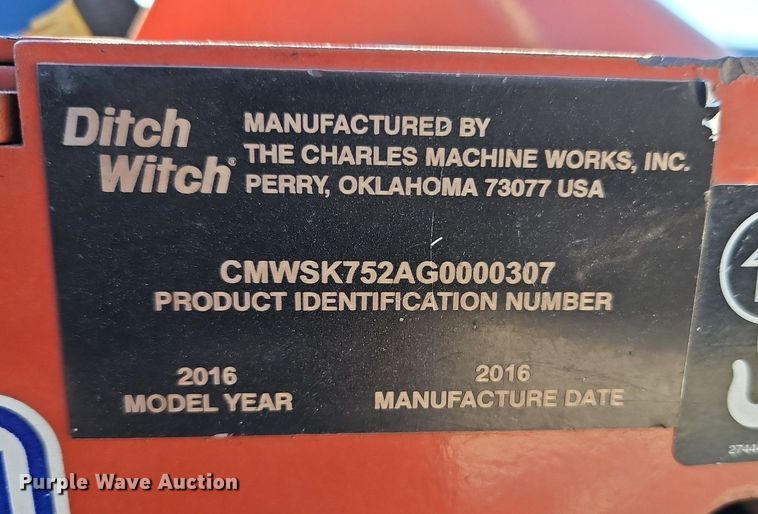 Ditch
Witch®
MANUFACTURED BY
THE CHARLES MACHINE WORKS, INC.
PERRY, OKLAHOMA 73077 USA
CMWSK752AG0000307
PRODUCT IDENTIFICATION NUMBER
2016
MODEL YEAR
2016
MANUFACTURE DATE
2744
Purple Wave Auction